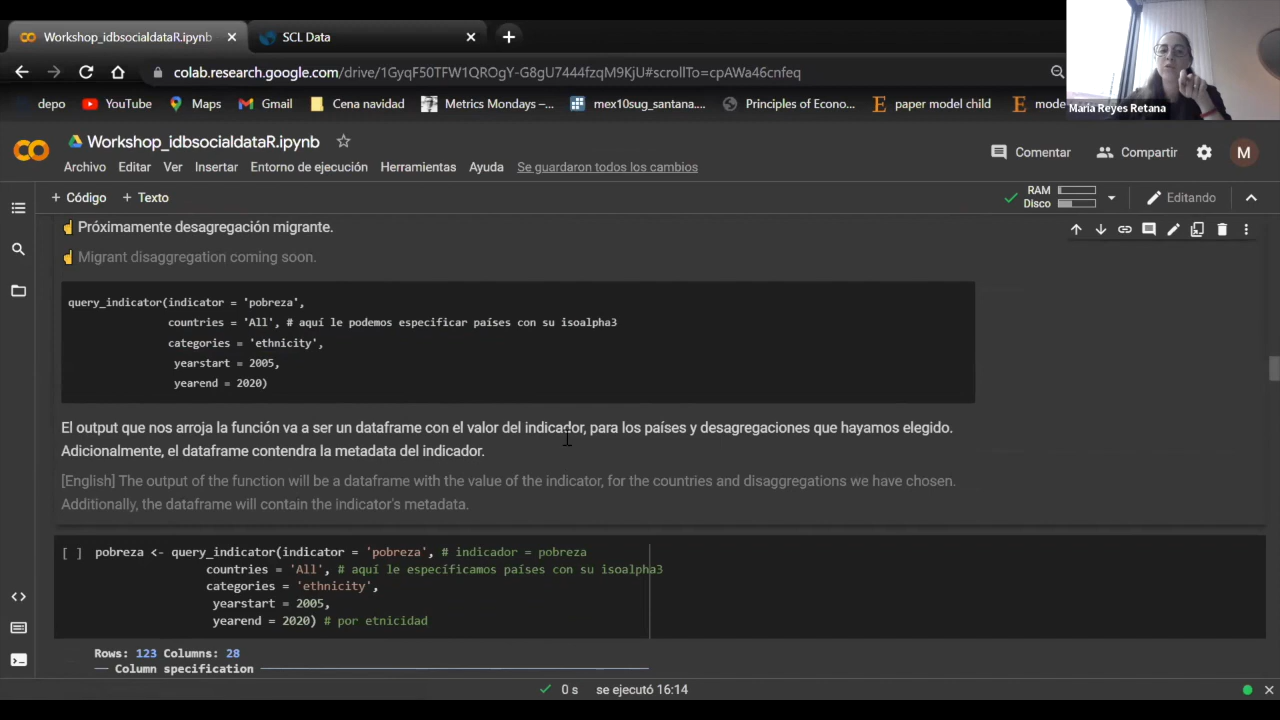 Workshop_idbsocialdataR.ipynb
SCL Data
colab.research.google.com/drive/1GyqF50TFW1QROgY-G8gU7444fzqM9KjU#scrollTo=cpAWa46cnfeq
depo YouTube Maps Gmail Cena navidad Metrics Mondays –... mex10sug_santana.... Principles of Econo... paper model child
María Reyes Retana
Workshop_idbsocialdataR.ipynb
Comentar Compartir M
Archivo Editar Ver Insertar Entorno de ejecución Herramientas Ayuda Se guardaron todos los cambios
+ Código + Texto
RAM
Disco
Editando
☝ Próximamente desagregación migrante.
☝ Migrant disaggregation coming soon.
query_indicator(indicator = 'pobreza',
countries = 'All', # aquí le podemos especificar países con su isoalpha3
categories = 'ethnicity',
yearstart = 2005,
yearend = 2020)
El output que nos arroja la función va a ser un dataframe con el valor del indicador, para los países y desagregaciones que hayamos elegido.
Adicionalmente, el dataframe contendra la metadata del indicador.
[English] The output of the function will be a dataframe with the value of the indicator, for the countries and disaggregations we have chosen.
Additionally, the dataframe will contain the indicator's metadata.
[ ] pobreza <- query_indicator(indicator = 'pobreza', # indicador = pobreza
countries = 'All', # aquí le específicamos países con su isoalpha3
categories = 'ethnicity',
yearstart = 2005,
yearend = 2020) # por etnicidad
Rows: 123 Columns: 28
── Column specification ──
0 s se ejecutó 16:14